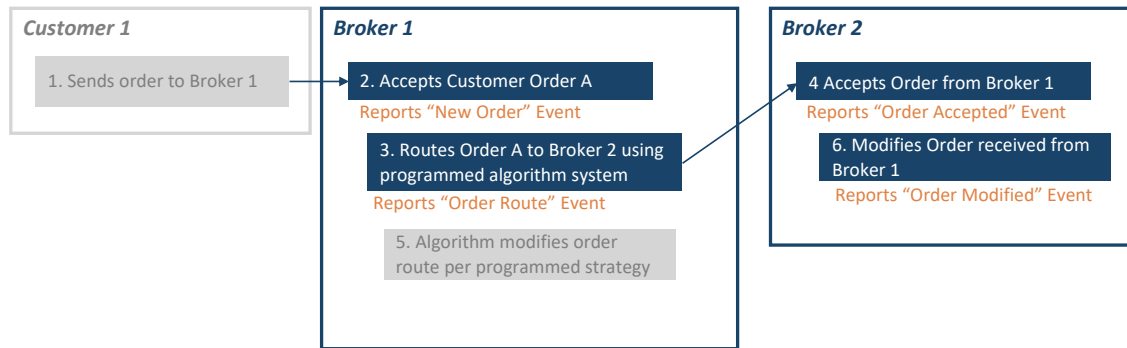 Customer 1
1. Sends order to Broker 1
Broker 1
2. Accepts Customer Order A
Reports “New Order” Event
3. Routes Order A to Broker 2 using
programmed algorithm system
Reports “Order Route” Event
5. Algorithm modifies order
route per programmed strategy
Broker 2
4 Accepts Order from Broker 1
Reports “Order Accepted” Event
6. Modifies Order received from
Broker 1
Reports “Order Modified” Event